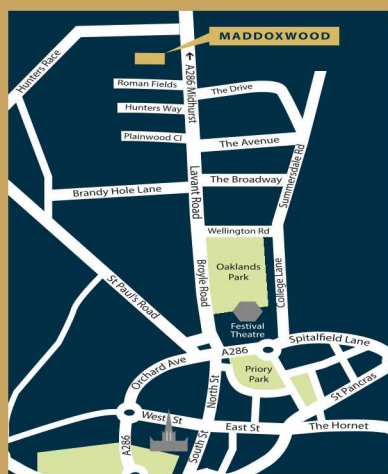 MADDOXWOOD
Hunters Race
A286 Midhurst
Roman Fields
The Drive
Hunters Way
Plainwood Cl
The Avenue
Summersdale Rd
Lavant Road
The Broadway
Brandy Hole Lane
Wellington Rd
Oaklands
Park
College Lane
Broyle Road
St Paul's Road
Festival
Theatre
Spitalfield Lane
A286
Orchard Ave
Priory
Park
North St
St Pancras
West St
East St
The Hornet
South St
A286